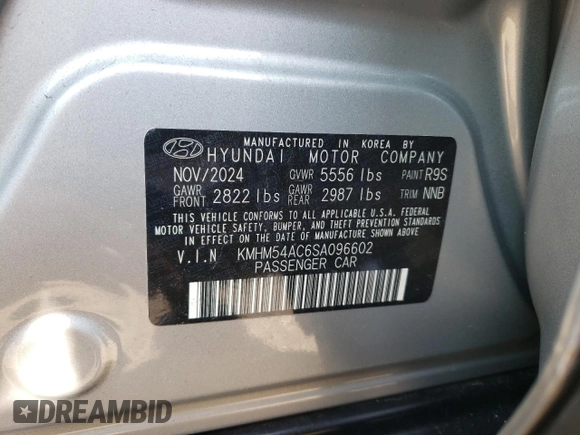 MANUFACTURED IN KOREA BY
HYUNDAI MOTOR COMPANY
NOV/2024 GVWR 5556 lbs PAINT R9S
GAWR FRONT 2822 lbs GAWR REAR 2987 lbs TRIM NNB
THIS VEHICLE CONFORMS TO ALL APPLICABLE U.S.A. FEDERAL
MOTOR VEHICLE SAFETY, BUMPER, AND THEFT PREVENTION STANDARDS
IN EFFECT ON THE DATE OF MANUFACTURE SHOWN ABOVE.
V.I.N KMHM54AC6SA096602
PASSENGER CAR
DREAMBID